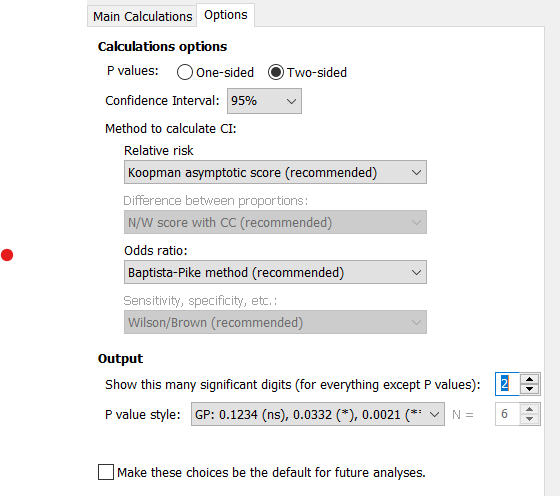 Main Calculations Options
Calculations options
P values: One-sided Two-sided
Confidence Interval: 95%
Method to calculate CI:
Relative risk
Koopman asymptotic score (recommended)
Difference between proportions:
N/W score with CC (recommended)
Odds ratio:
Baptista-Pike method (recommended)
Sensitivity, specificity, etc.:
Wilson/Brown (recommended)
Output
Show this many significant digits (for everything except P values): 2
P value style: GP: 0.1234 (ns), 0.0332 (*), 0.0021 (** N = 6
Make these choices be the default for future analyses.